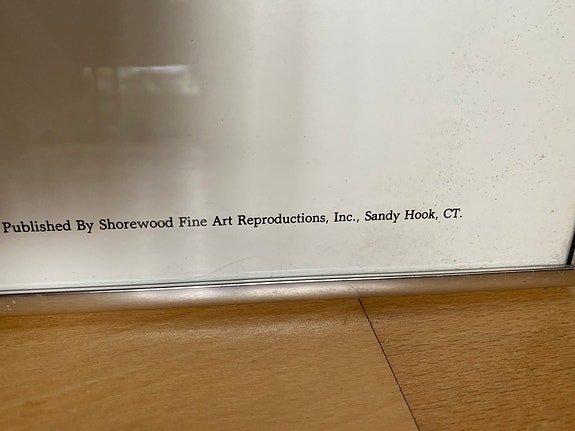 Published By Shorewood Fine Art Reproductions, Inc., Sandy Hook, CT.